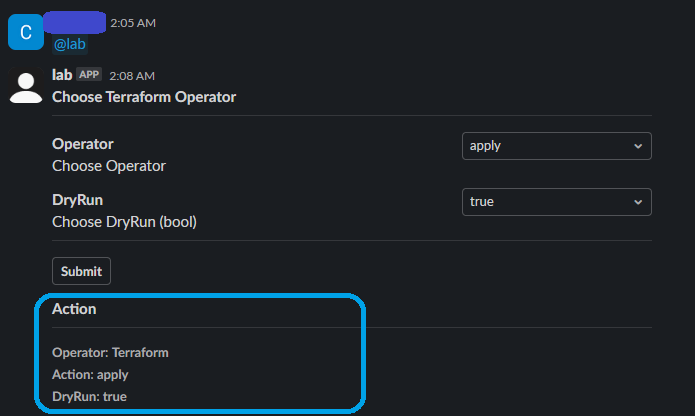 C
2:05 AM
@lab
lab APP 2:08 AM
Choose Terraform Operator
Operator
Choose Operator
apply
DryRun
Choose DryRun (bool)
true
Submit
Action
Operator: Terraform
Action: apply
DryRun: true